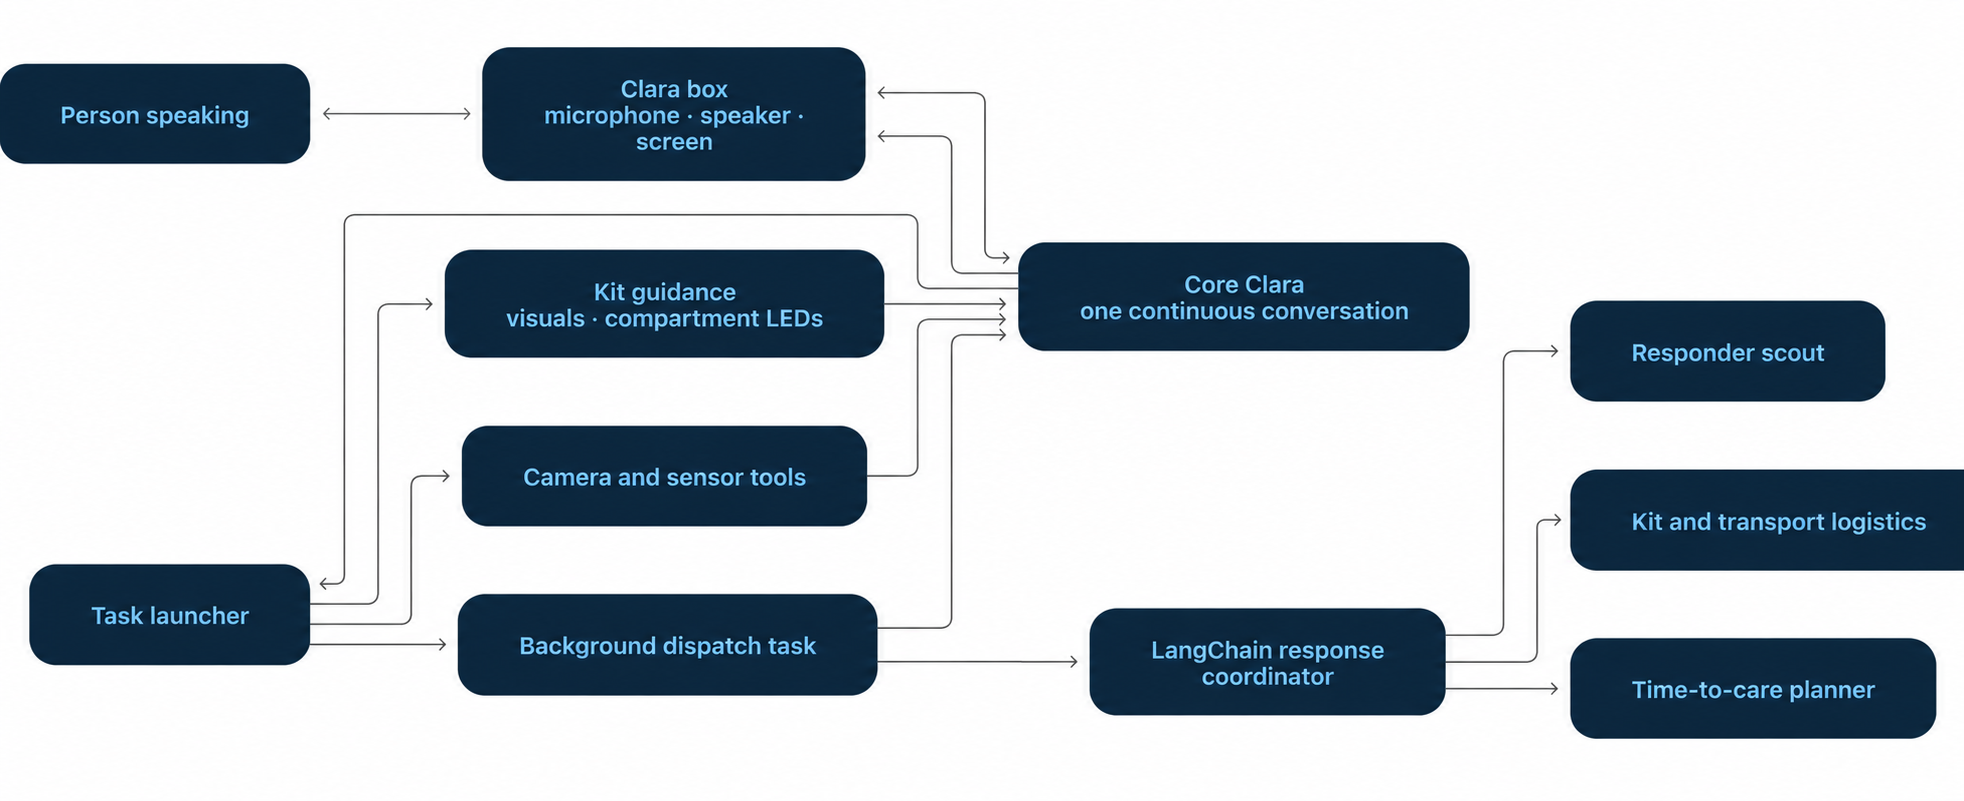 Person speaking
Clara box
microphone · speaker ·
screen
Kit guidance
visuals · compartment LEDs
Core Clara
one continuous conversation
Responder scout
Camera and sensor tools
Kit and transport logistics
Task launcher
Background dispatch task
LangChain response
coordinator
Time-to-care planner